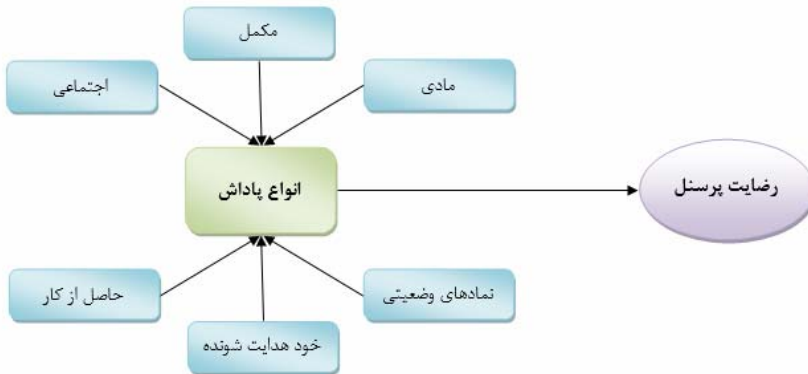 مکمل
مادی
اجتماعی
انواع پاداش
رضایت پرسنل
نمادهای وضعیتی
خود هدایت شونده
حاصل از کار